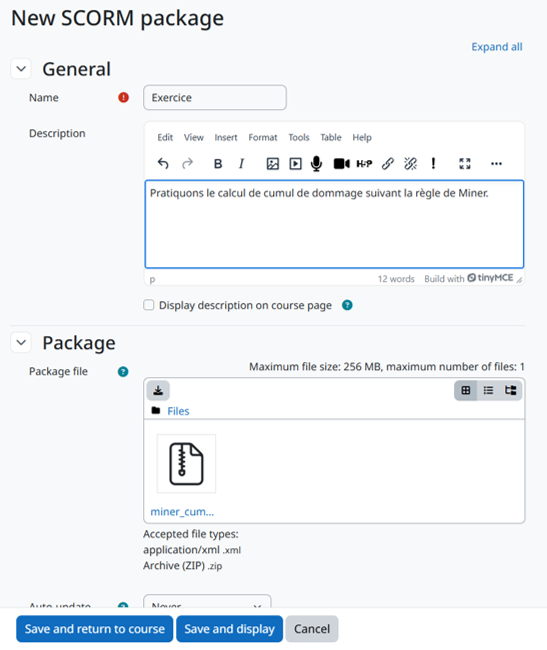 New SCORM package
Expand all
General
Name
Exercice
Description
Edit View Insert Format Tools Table Help
B I H-P ! ...
Pratiquons le calcul de cumul de dommage suivant la règle de Miner.
p 12 words Build with tinyMCE
Display description on course page ?
Package
Maximum file size: 256 MB, maximum number of files: 1
Package file ?
Files
miner_cum...
Accepted file types:
application/xml .xml
Archive (ZIP) .zip
Auto-update ? Never
Save and return to course Save and display Cancel